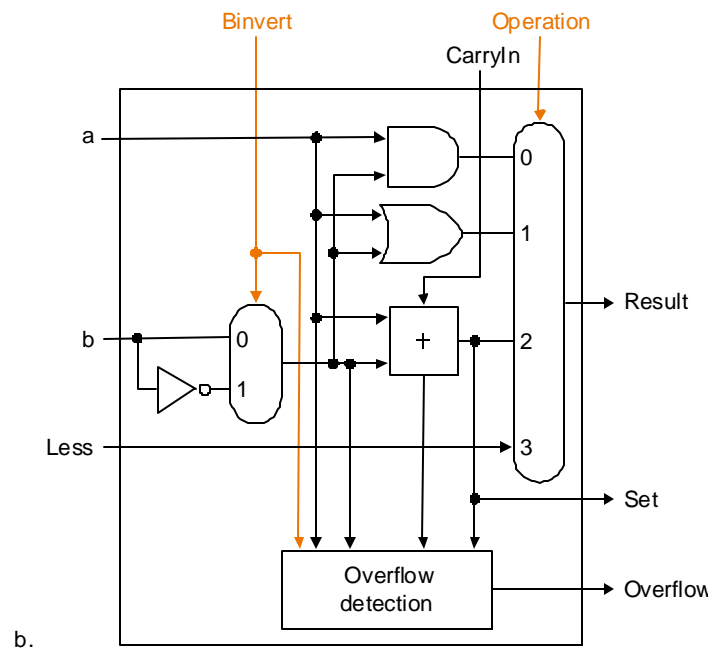 Binvert
Operation
CarryIn
a
0
1
Result
b
0
+
2
1
Less
3
Set
Overflow
detection
Overflow
b.